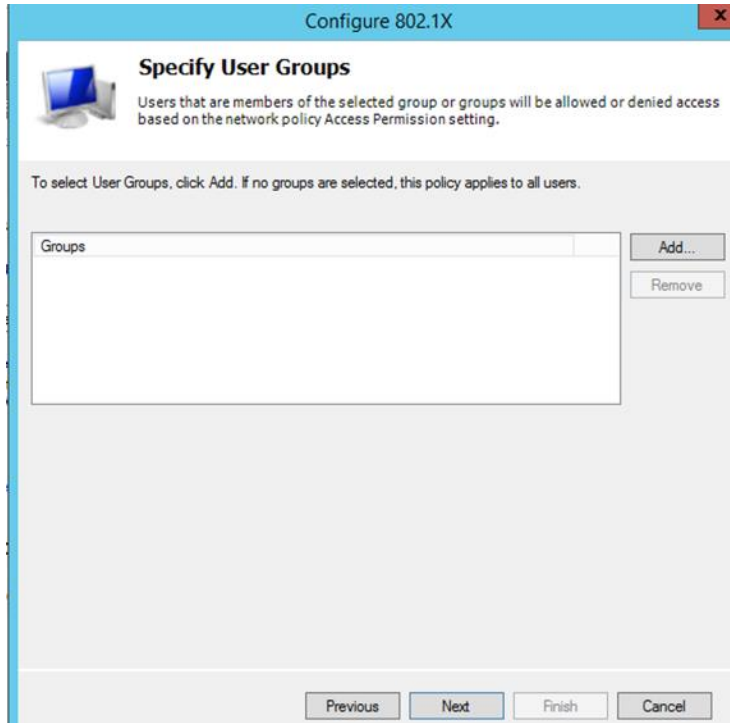 Configure 802.1X
x
Specify User Groups
Users that are members of the selected group or groups will be allowed or denied access
based on the network policy Access Permission setting.
To select User Groups, click Add. If no groups are selected, this policy applies to all users.
Groups
Add...
Remove
Previous
Next
Finish
Cancel